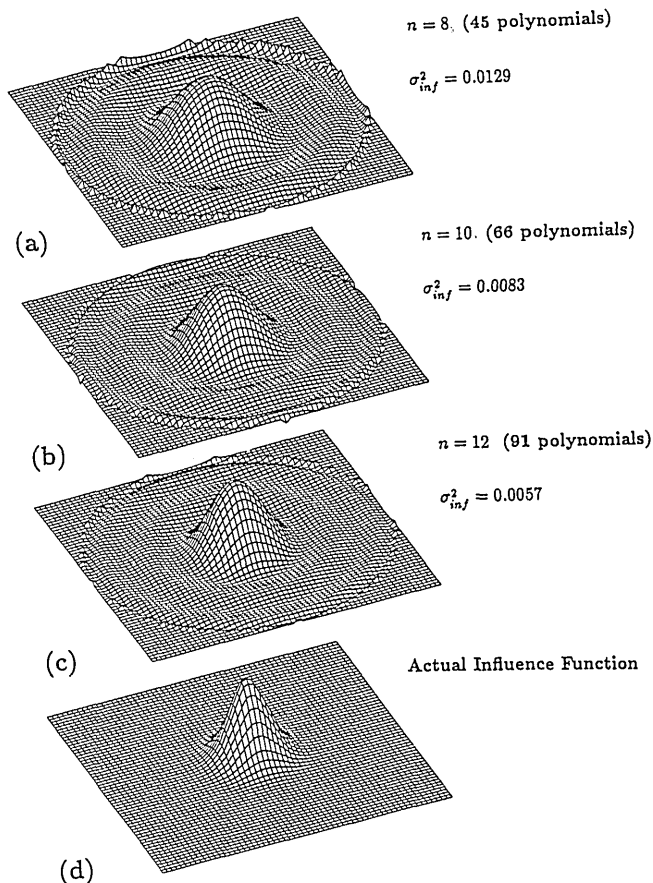 n = 8, (45 polynomials)
σ²inf = 0.0129
(a)
n = 10. (66 polynomials)
σ²inf = 0.0083
(b)
n = 12 (91 polynomials)
σ²inf = 0.0057
(c)
Actual Influence Function
(d)